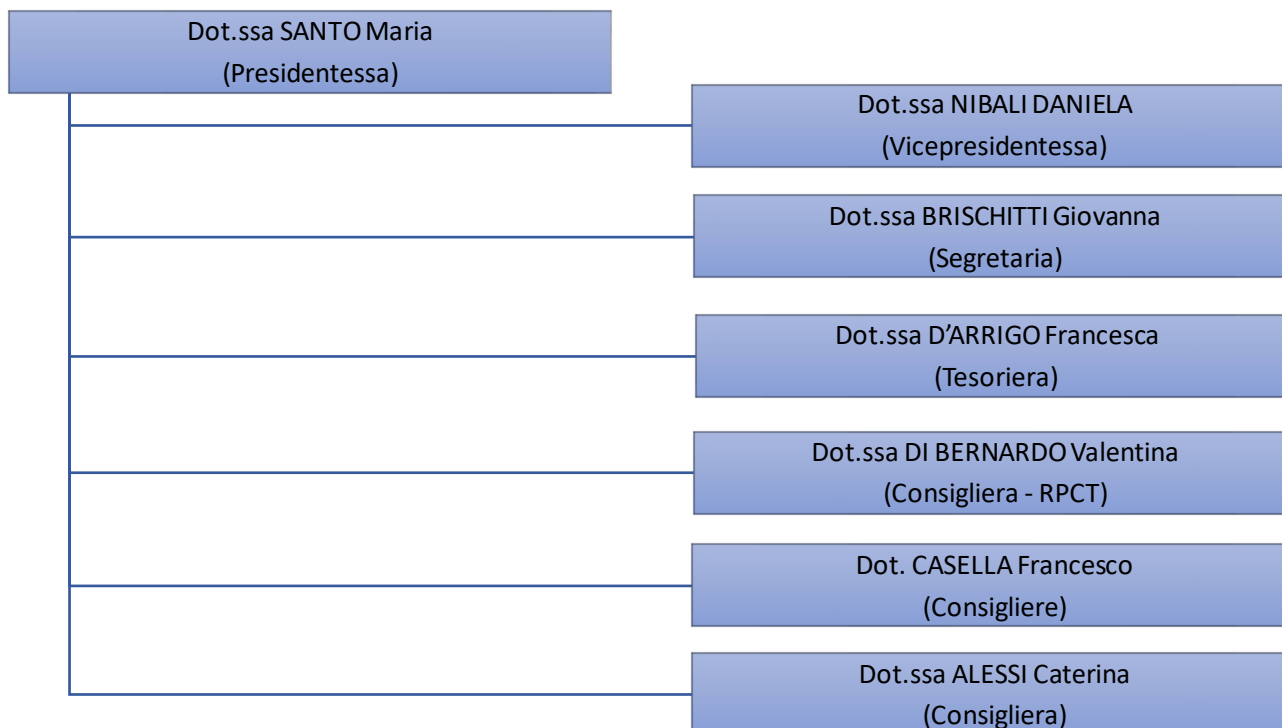 Dot.ssa SANTO Maria
(Presidentessa)
Dot.ssa NIBALI DANIELA
(Vicepresidentessa)
Dot.ssa BRISCHITTI Giovanna
(Segretaria)
Dot.ssa D’ARRIGO Francesca
(Tesoriera)
Dot.ssa DI BERNARDO Valentina
(Consigliera - RPCT)
Dot. CASELLA Francesco
(Consigliere)
Dot.ssa ALESSI Caterina
(Consigliera)